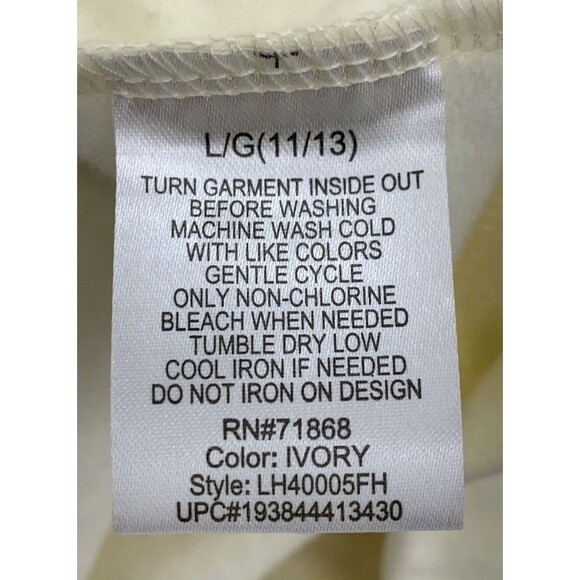 L/G(11/13)
TURN GARMENT INSIDE OUT
BEFORE WASHING
MACHINE WASH COLD
WITH LIKE COLORS
GENTLE CYCLE
ONLY NON-CHLORINE
BLEACH WHEN NEEDED
TUMBLE DRY LOW
COOL IRON IF NEEDED
DO NOT IRON ON DESIGN
RN#71868
Color: IVORY
Style: LH40005FH
UPC#193844413430